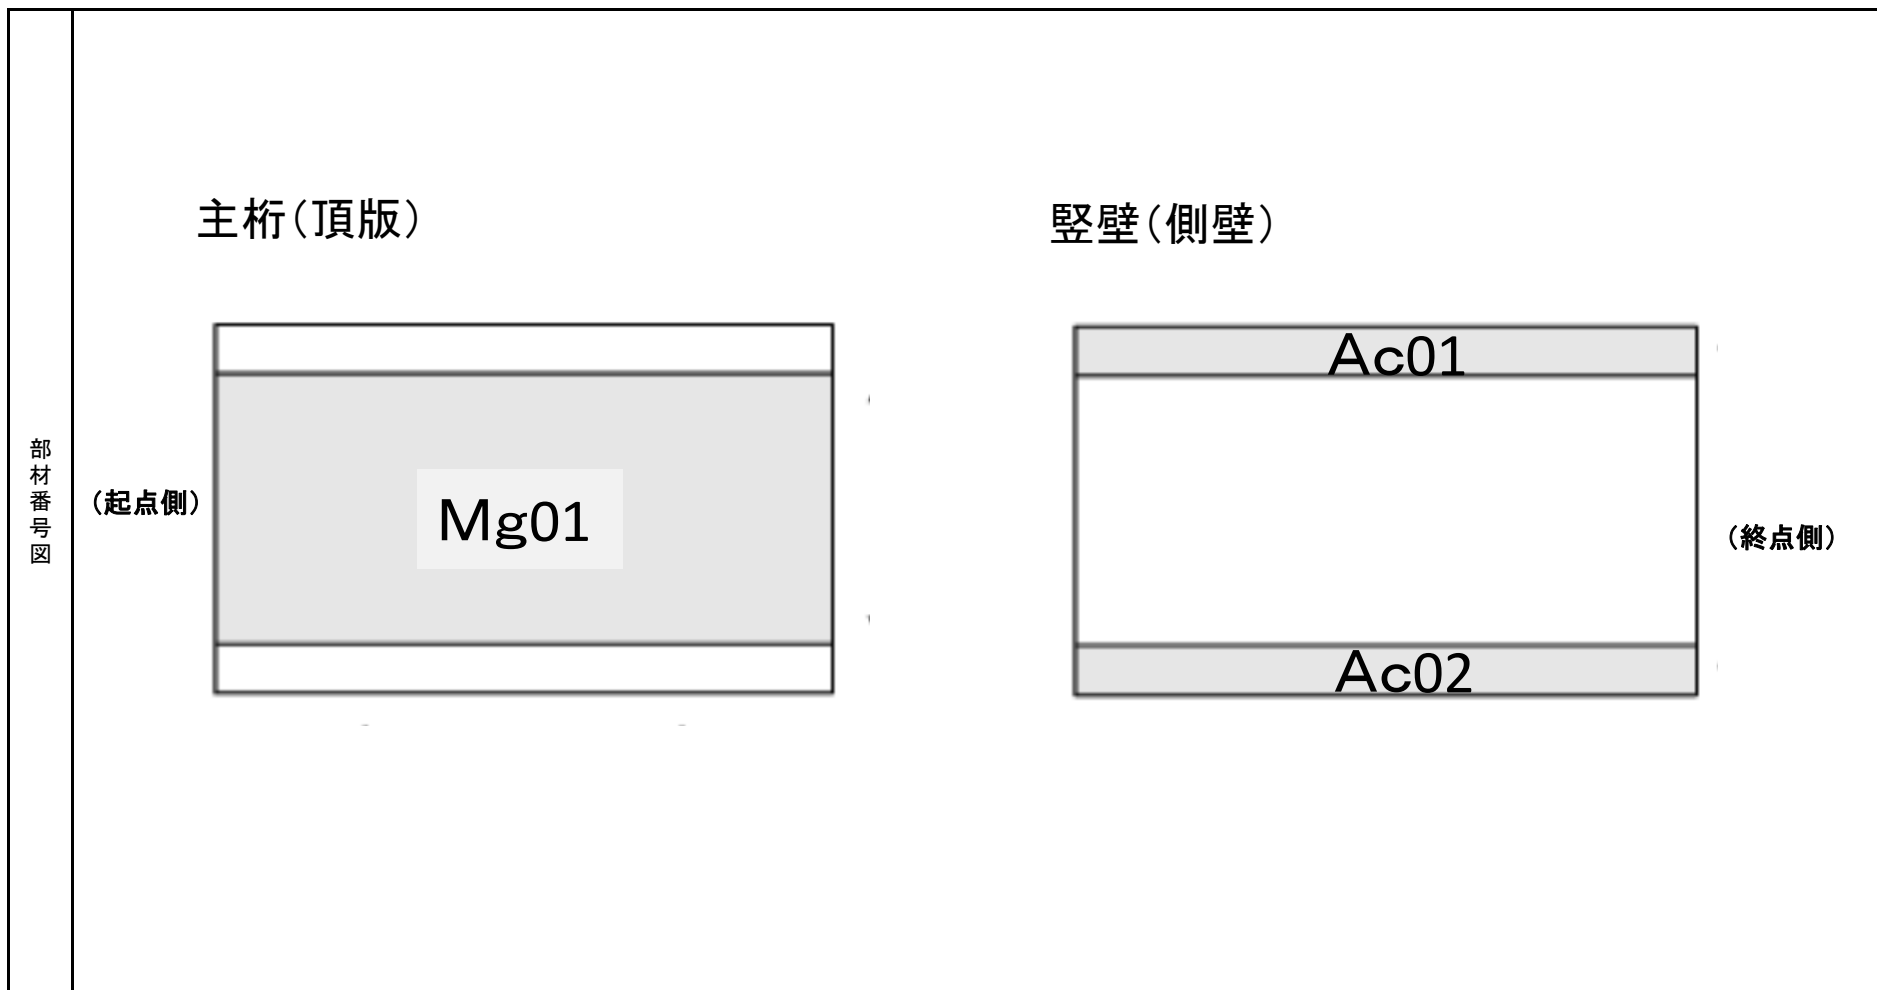 部材番号図
主桁（頂版）
竪壁（側壁）
（起点側）
Mg01
Ac01
Ac02
（終点側）